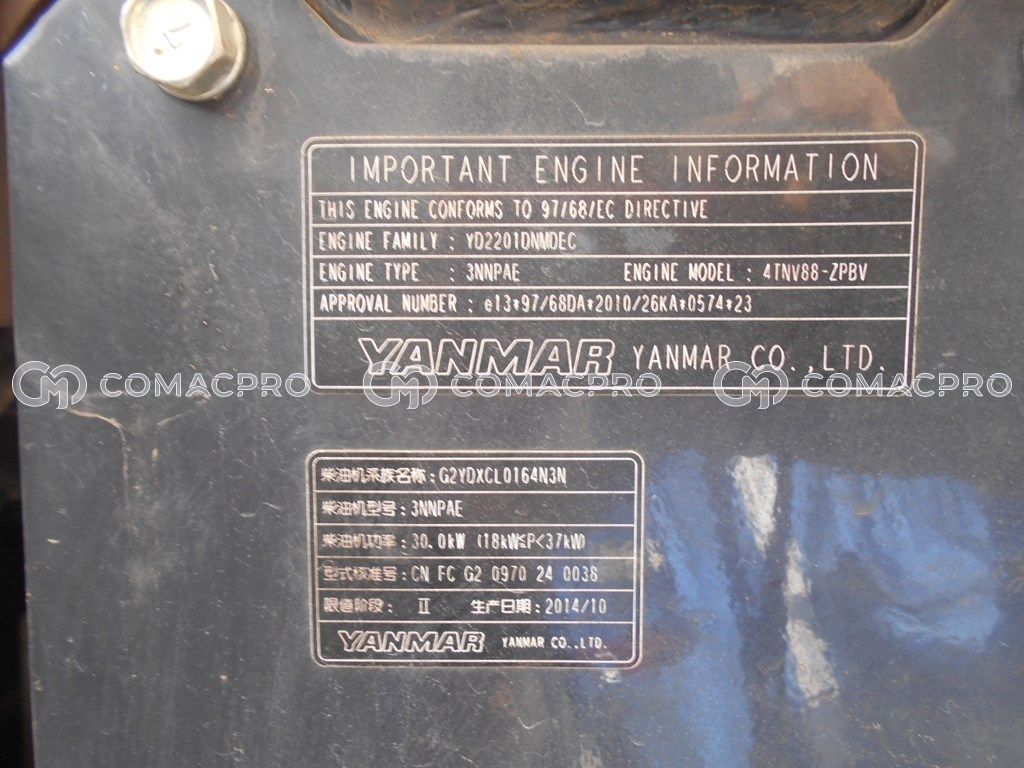 7
IMPORTANT ENGINE INFORMATION
THIS ENGINE CONFORMS TO 97/68/EC DIRECTIVE
ENGINE FAMILY : YD2201DNMDEC
ENGINE TYPE : 3NNPAE ENGINE MODEL : 4TNV88-ZPBV
APPROVAL NUMBER : e13*97/68DA*2010/26KA*0574*23
YANMAR YANMAR CO.,LTD.
COMACPRO COMACPRO COMACPRO
柴油机系族名称:G2YDXCL0164N3N
柴油机型号:3NNPAE
柴油机功率:30.0kW (18kW≤P<37kW)
型式核准号:CN FC G2 0970 24 0038
限值阶段: II 生产日期:2014/10
YANMAR YANMAR CO.,LTD.